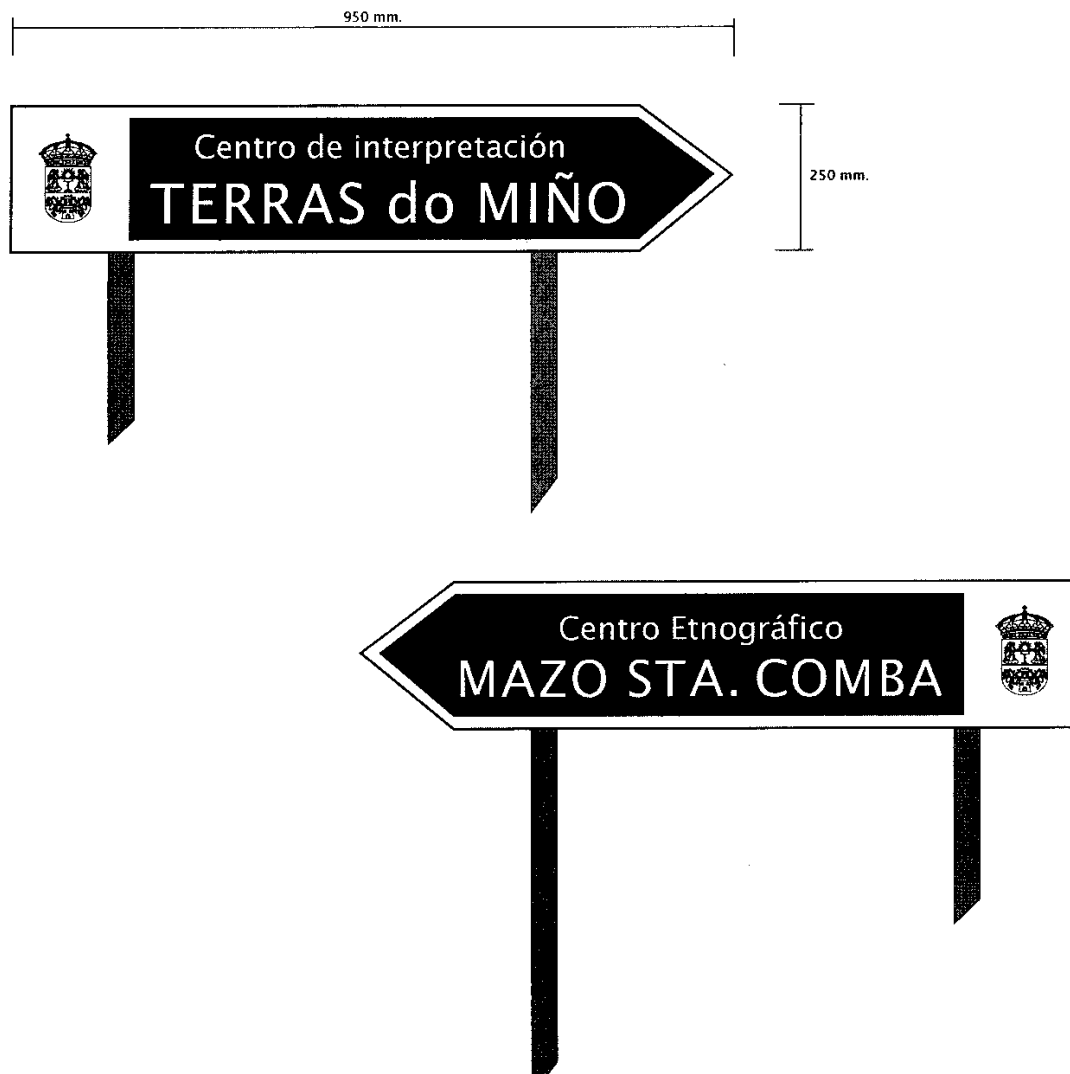 950 mm.
Centro de interpretación
TERRAS do MIÑO
250 mm.
Centro Etnográfico
MAZO STA. COMBA